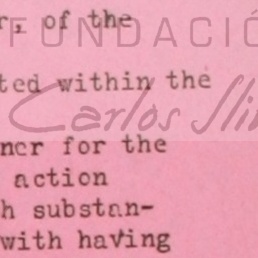 r, of the
FUNDACIÓ
ted within the
Carlos Slim
ner for the
action
h substan-
with having